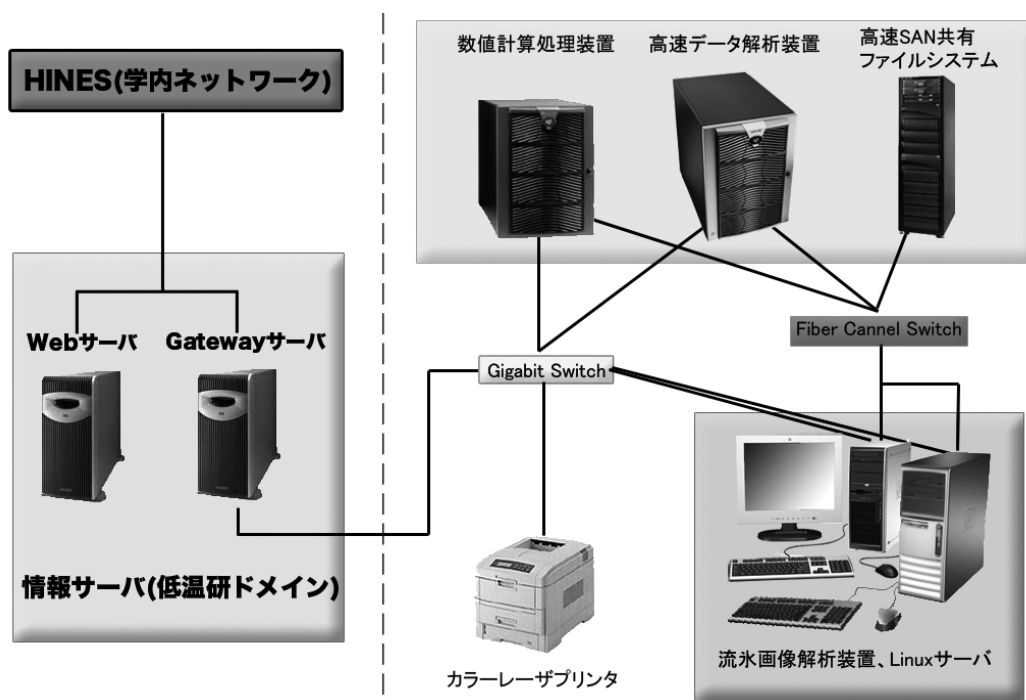 HINES(学内ネットワーク)
Webサーバ
Gatewayサーバ
情報サーバ(低温研ドメイン)
数値計算処理装置
高速データ解析装置
高速SAN共有
ファイルシステム
Fiber Cannel Switch
Gigabit Switch
カラーレーザプリンタ
流氷画像解析装置、Linuxサーバ